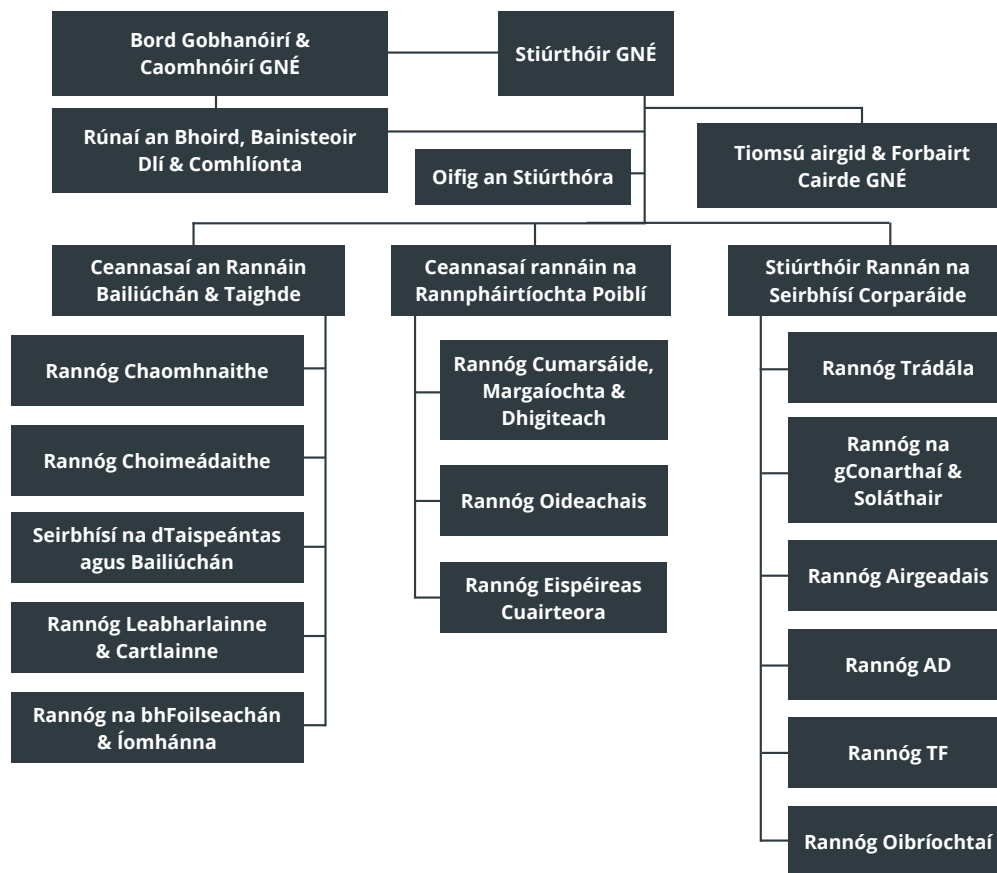 Bord Gobhanóirí &
Caomhnóirí GNÉ
Stiúrthóir GNÉ
Rúnaí an Bhoird, Bainisteoir
Dlí & Comhlíonta
Oifig an Stiúrthóra
Tiomsú airgid & Forbairt
Cairde GNÉ
Ceannasaí an Rannáin
Bailiúchán & Taighde
Rannóg Chaomhnaithe
Rannóg Choimeádaithe
Seirbhísí na dTaispeántas
agus Bailiúchán
Rannóg Leabharlainne
& Cartlainne
Rannóg na bhFoilseachán
& Íomhánna
Ceannasaí rannáin na
Rannpháirtíochta Poiblí
Rannóg Cumarsáide,
Margaíochta &
Dhigiteach
Rannóg Oideachais
Rannóg Eispéireas
Cuairteora
Stiúrthóir Rannán na
Seirbhísí Corparáide
Rannóg Trádála
Rannóg na
gConarthaí &
Soláthair
Rannóg Airgeadais
Rannóg AD
Rannóg TF
Rannóg Oibríochtaí